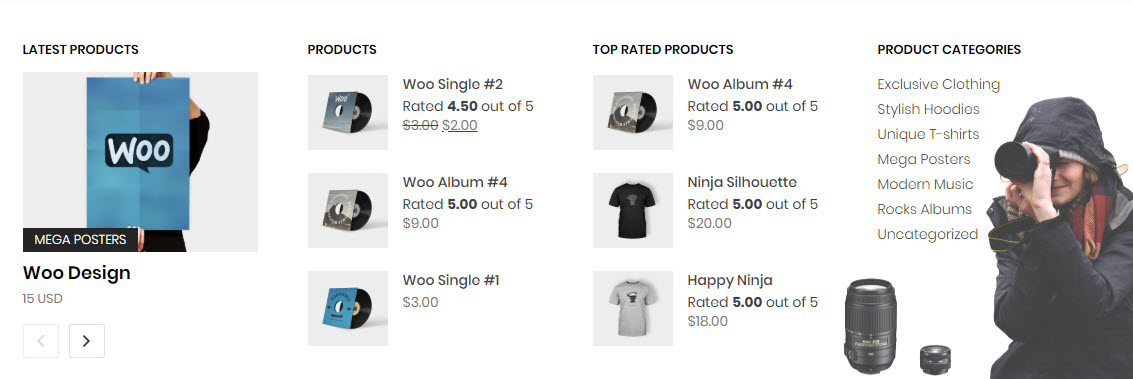 LATEST PRODUCTS
WOO
MEGA POSTERS
Woo Design
15 USD
PRODUCTS
WOO
Woo Single #2
Rated 4.50 out of 5
$3.00 $2.00
Woo Album #4
Rated 5.00 out of 5
$9.00
Woo Single #1
$3.00
TOP RATED PRODUCTS
Woo Album #4
Rated 5.00 out of 5
$9.00
Ninja Silhouette
Rated 5.00 out of 5
$20.00
Happy Ninja
Rated 5.00 out of 5
$18.00
PRODUCT CATEGORIES
Exclusive Clothing
Stylish Hoodies
Unique T-shirts
Mega Posters
Modern Music
Rocks Albums
Uncategorized